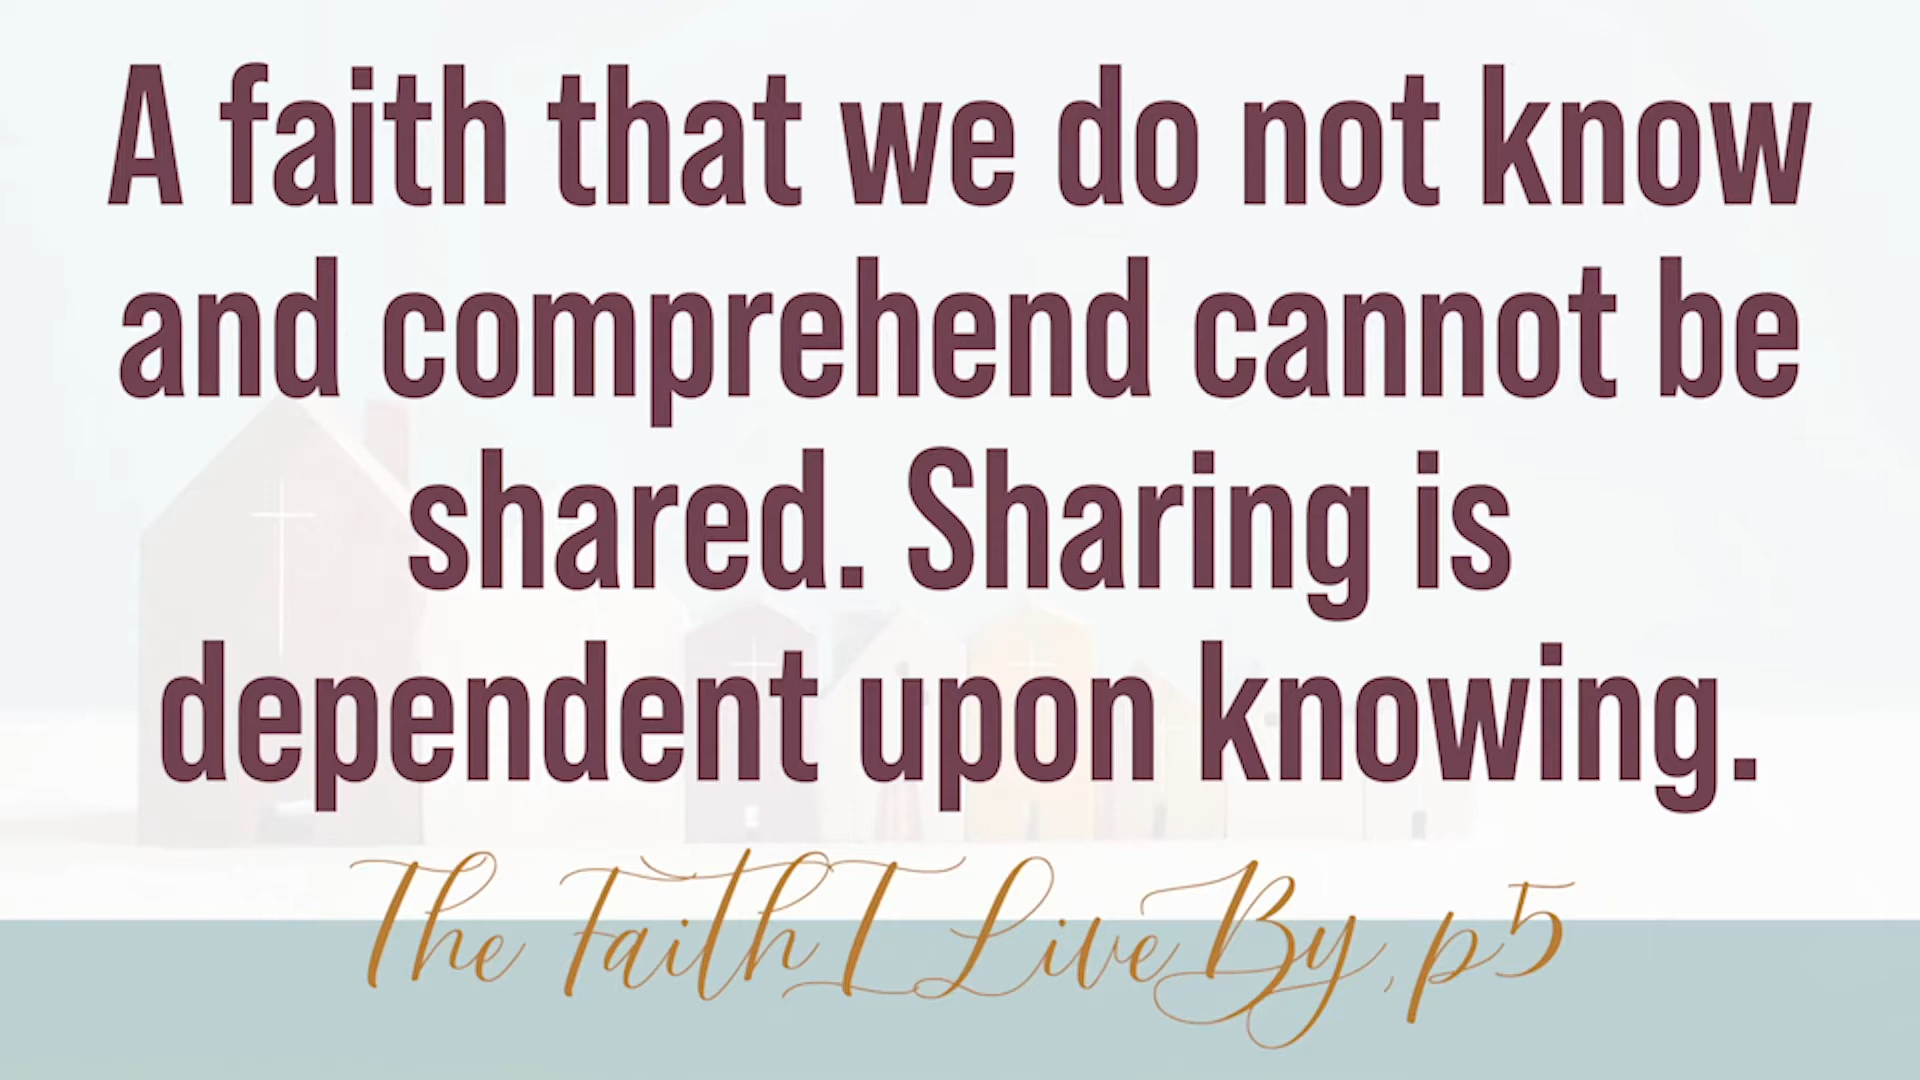 A faith that we do not know
and comprehend cannot be
shared. Sharing is
dependent upon knowing.
The Faith I Live By, p5